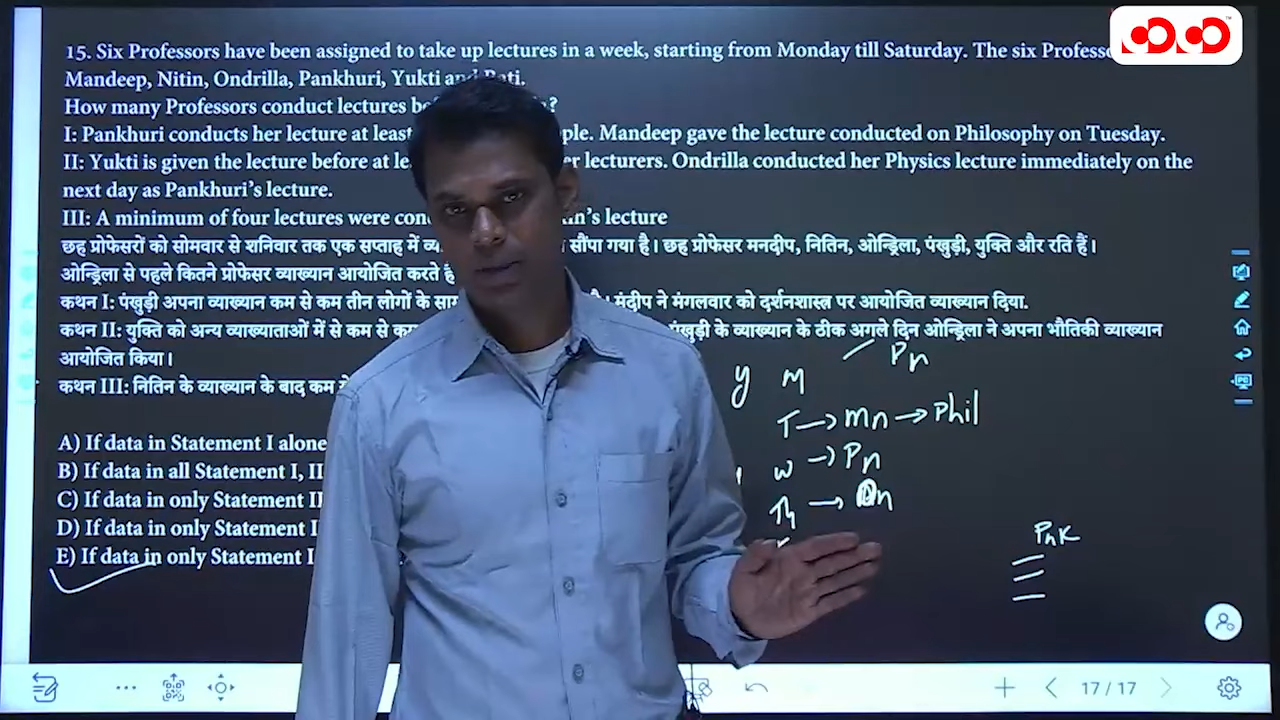 15. Six Professors have been assigned to take up lectures in a week, starting from Monday till Saturday. The six
Mandeep, Nitin, Ondrilla, Pankhuri, Yukti and
How many Professors conduct lectures
I: Pankhuri conducts her lecture at least Mandeep gave the lecture conducted on Philosophy on Tuesday.
II: Yukti is given the lecture before at lecturers. Ondrilla conducted her Physics lecture immediately on the
next day as Pankhuri's lecture.
III: A minimum of four lectures were lecture
छह प्रोफेसरों को सोमवार से शनिवार तक एक सप्ताह में सौंपा गया है। छह प्रोफेसर मनदीप, नितिन, ओन्ड्रिला, पंखुड़ी, युक्ति और रति हैं।
ओन्ड्रिला से पहले कितने प्रोफेसर व्याख्यान आयोजित करते
कथन I: पंखुड़ी अपना व्याख्यान कम से कम तीन लोगों के मंदीप ने मंगलवार को दर्शनशास्त्र पर आयोजित व्याख्यान दिया.
कथन II: युक्ति को अन्य व्याख्याताओं में से कम से पंखुड़ी के व्याख्यान के ठीक अगले दिन ओन्ड्रिला ने अपना भौतिकी व्याख्यान
आयोजित किया।
कथन III: नितिन के व्याख्यान के बाद कम
A) If data in Statement I alone
B) If data in all Statement I, II
C) If data in only Statement II
D) If data in only Statement I
E) If data in only Statement I
Pn
y M
T → Mn → Phil
W → Pn
Th → On
PnK
17 / 17